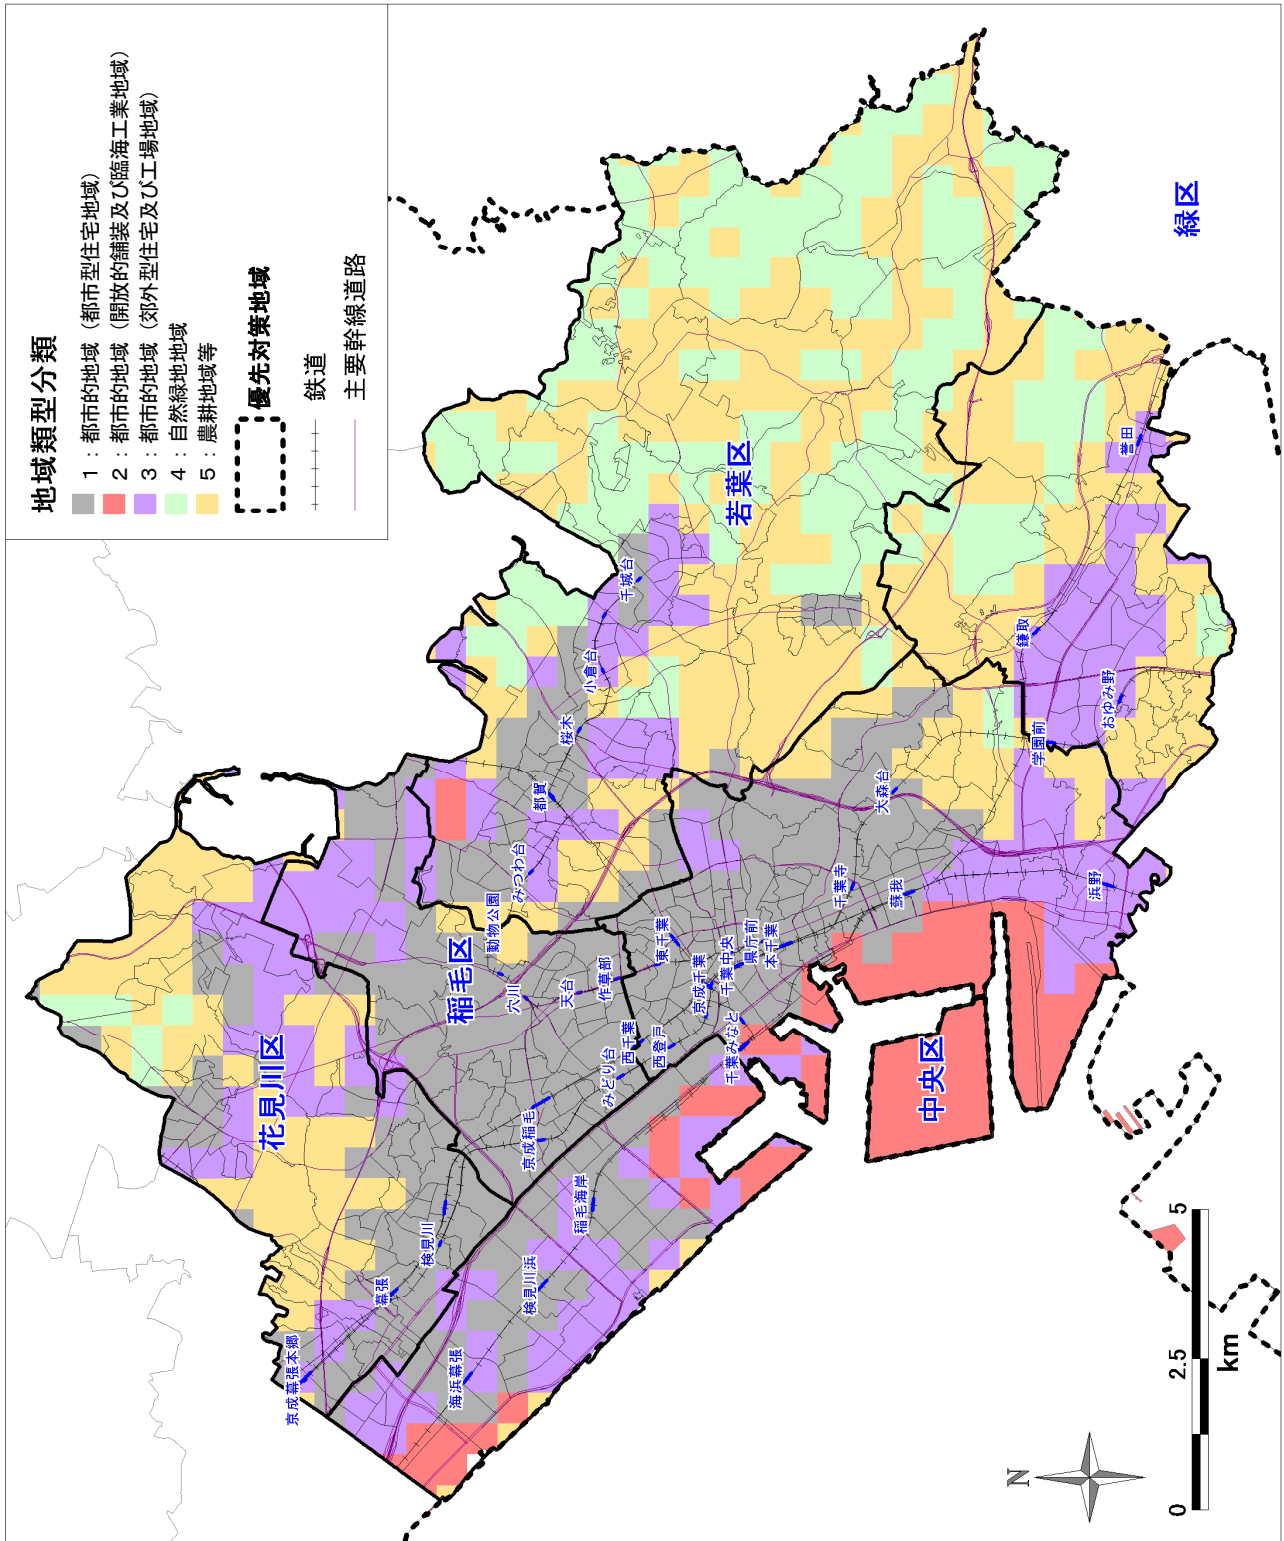 地域類型分類
1：都市的地域（都市型住宅地域）
2：都市的地域（開放的舗装及び臨海工業地域）
3：都市的地域（郊外型住宅及び工場地域）
4：自然緑地地域
5：農耕地域等
優先対策地域
鉄道
主要幹線道路
花見川区
稲毛区
若葉区
中央区
緑区
京成幕張本郷
幕張
検見川
海浜幕張
検見川浜
稲毛海岸
京成稲毛
みどり台
西千葉
西登戸
千葉みなと
穴川
天台
作草部
動物公園
みつわ台
都賀
桜木
小倉台
千城台
東千葉
京成千葉
千葉中央
県庁前
本千葉
千葉寺
蘇我
大森台
浜野
学園前
おゆみ野
鎌取
誉田
N
0
2.5
5
km